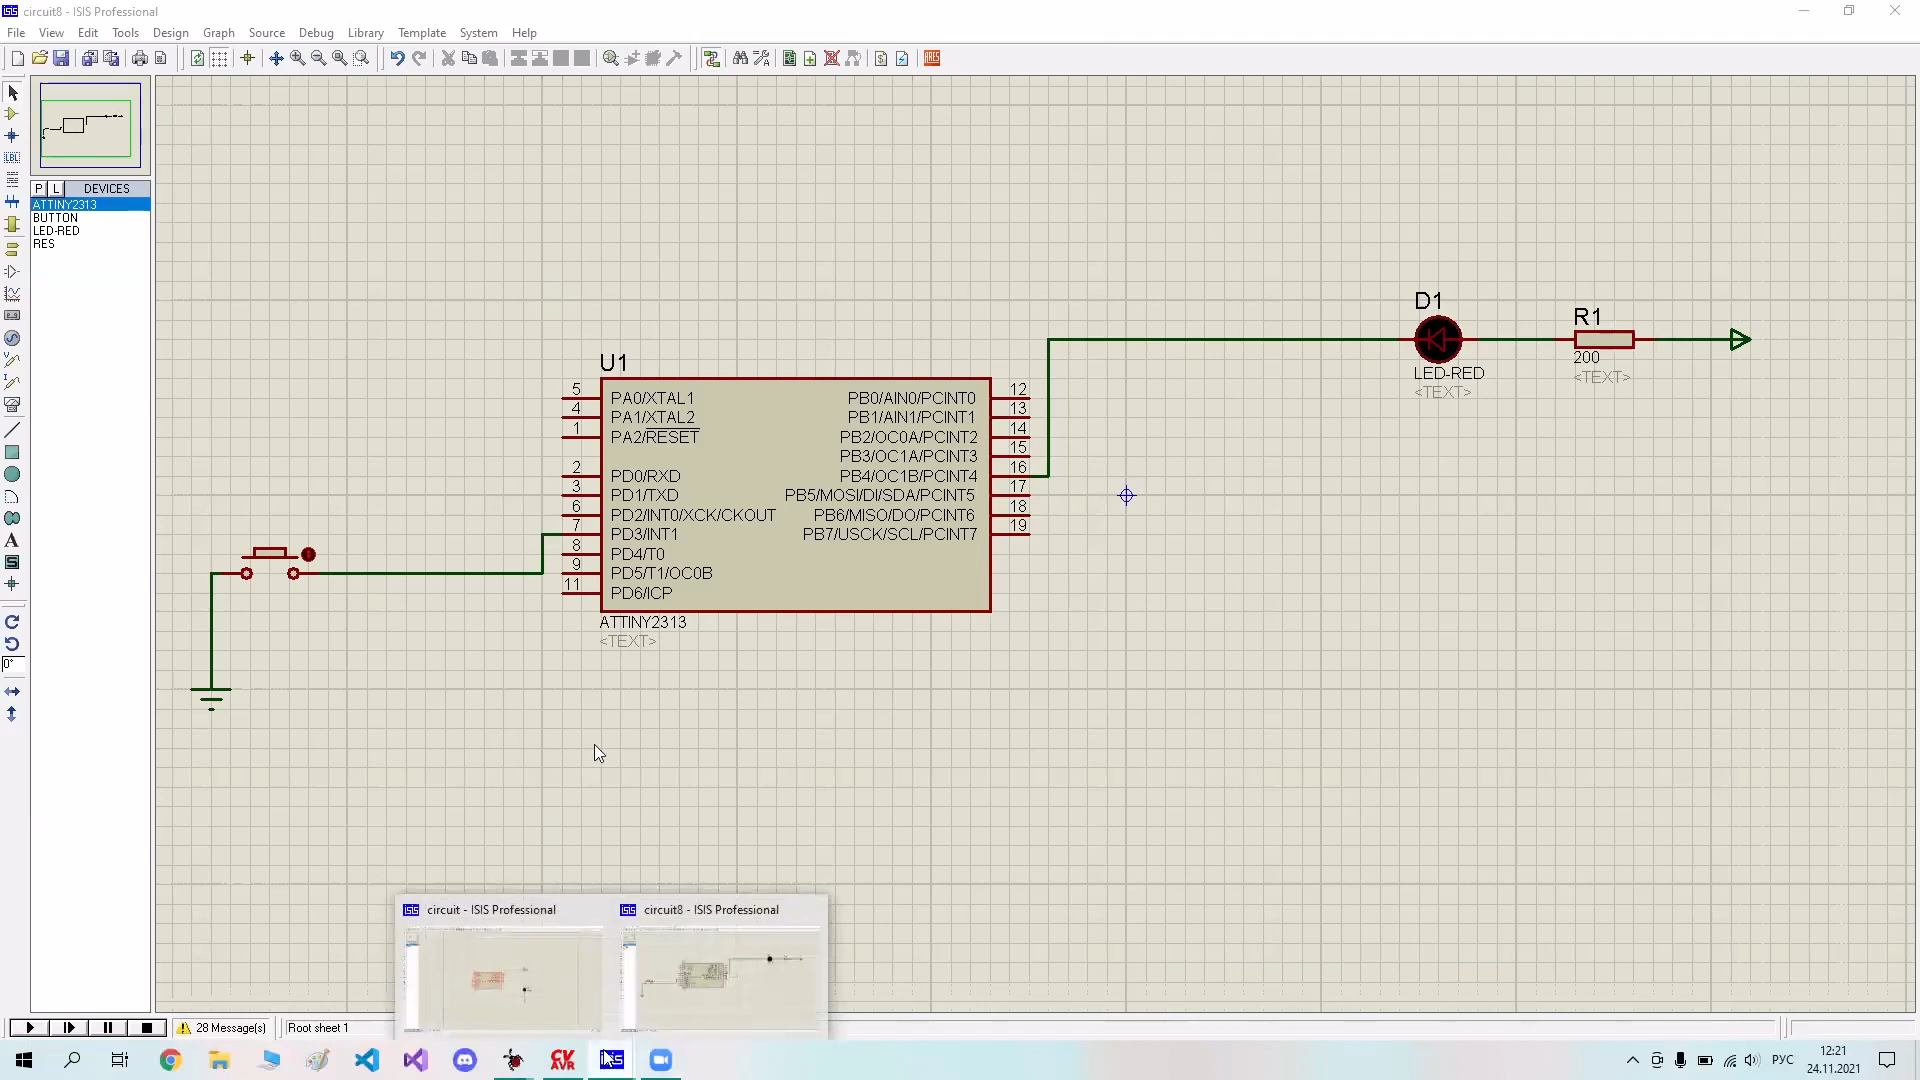 circuit8 - ISIS Professional
File View Edit Tools Design Graph Source Debug Library Template System Help
LBL
ARES
P L DEVICES
ATTINY2313
BUTTON
LED-RED
RES
A
S
0°
D1
LED-RED
<TEXT>
R1
200
<TEXT>
U1
5 PA0/XTAL1
4 PA1/XTAL2
1 PA2/RESET
2 PD0/RXD
3 PD1/TXD
6 PD2/INT0/XCK/CKOUT
7 PD3/INT1
8 PD4/T0
9 PD5/T1/OC0B
11 PD6/ICP
PB0/AIN0/PCINT0 12
PB1/AIN1/PCINT1 13
PB2/OC0A/PCINT2 14
PB3/OC1A/PCINT3 15
PB4/OC1B/PCINT4 16
PB5/MOSI/DI/SDA/PCINT5 17
PB6/MISO/DO/PCINT6 18
PB7/USCK/SCL/PCINT7 19
ATTINY2313
<TEXT>
circuit - ISIS Professional
circuit8 - ISIS Professional
28 Message(s)
Root sheet 1
CV
AVR
РУС
12:21
24.11.2021